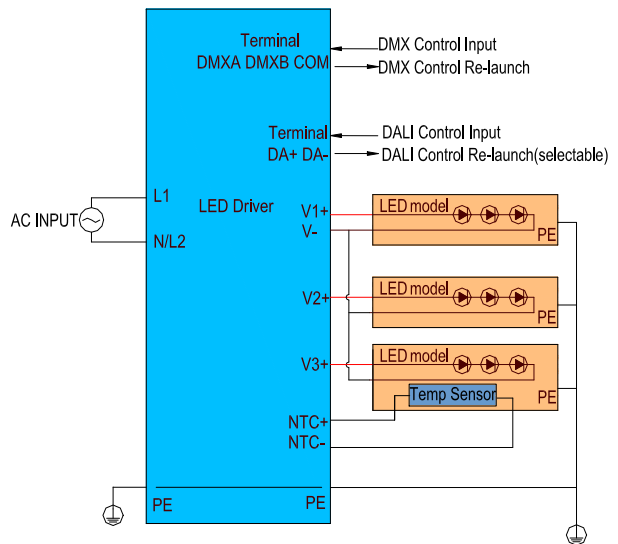 Terminal
DMXA DMXB COM
DMX Control Input
DMX Control Re-launch
Terminal
DA+ DA-
DALI Control Input
DALI Control Re-launch(selectable)
AC INPUT
L1
N/L2
LED Driver
V1+
V-
LED model
PE
V2+
LED model
PE
V3+
LED model
Temp Sensor
PE
NTC+
NTC-
PE
PE